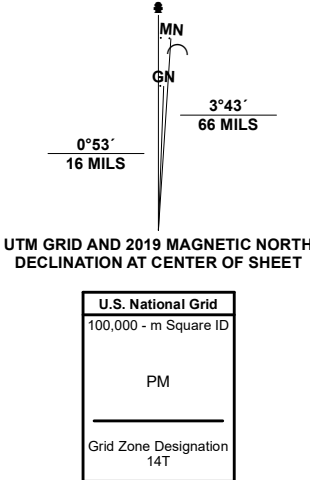 MN
GN
3°43´
66 MILS
0°53´
16 MILS
UTM GRID AND 2019 MAGNETIC NORTH
DECLINATION AT CENTER OF SHEET
U.S. National Grid
100,000 - m Square ID
PM
Grid Zone Designation
14T